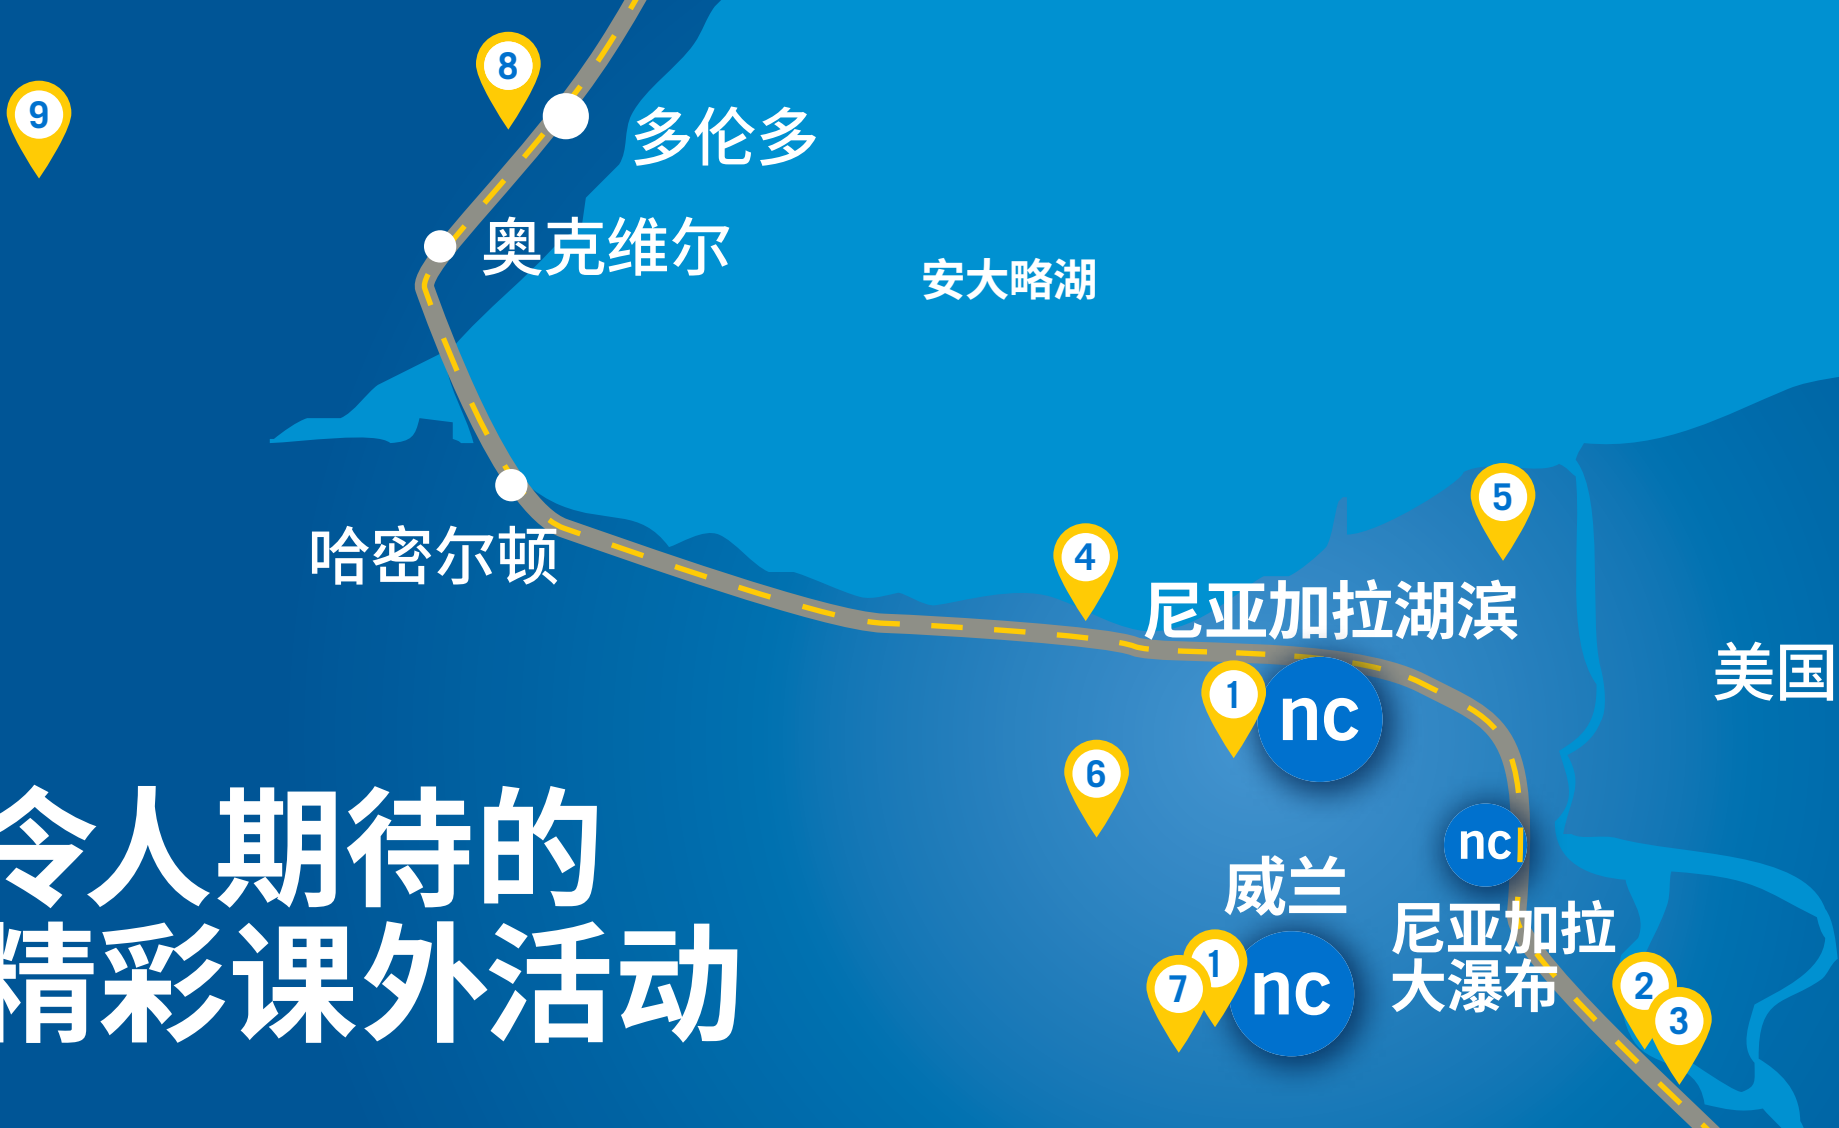 8
9
多伦多
奥克维尔
安大略湖
5
哈密尔顿
4
尼亚加拉湖滨
美国
1
nc
6
令人期待的
nc
威兰
尼亚加拉
大瀑布
精彩课外活动
1
7
nc
2
3